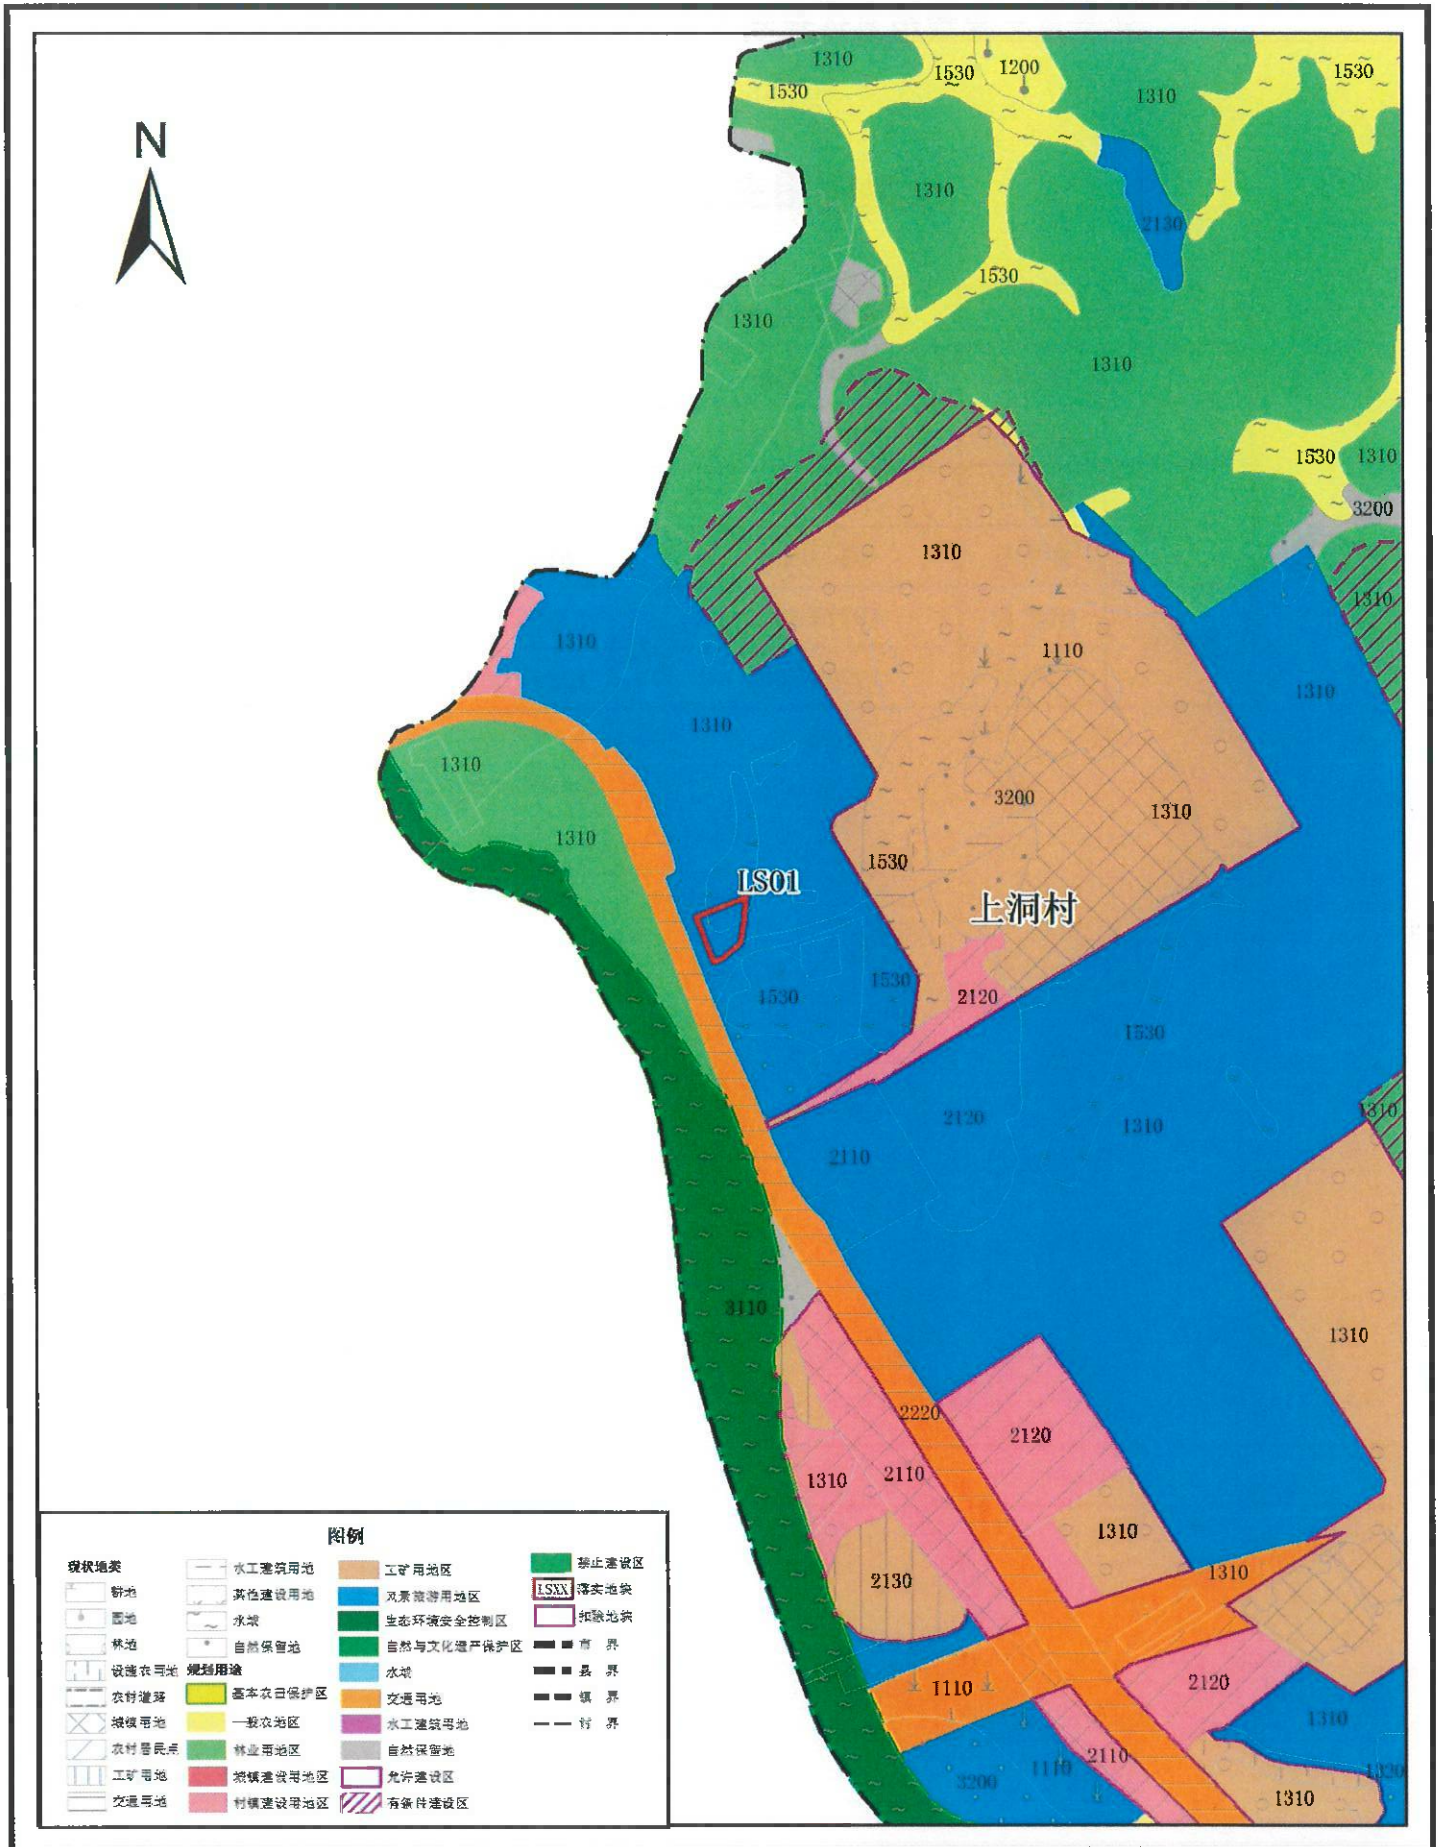 N
1310
1530
1200
1530
1530
1310
1310
2130
1530
1310
1310
1530
1310
3200
1310
1310
1310
1110
1310
1310
1310
1310
3200
1310
1530
LS01
上洞村
1530
1530
2120
1530
2120
1310
1310
2110
3110
1310
2220
2120
2110
1310
1310
1310
2130
2120
1110
1310
2110
1110
3200
1320
1310
图例
现状地类
耕地
园地
林地
设施农用地
农村道路
城镇用地
农村居民点
工矿用地
交通用地
水工建筑用地
其他建设用地
水域
自然保留地
规划用途
基本农田保护区
一般农地区
林业用地区
城镇建设用地区
村镇建设用地区
工矿用地区
风景旅游用地区
生态环境安全控制区
自然与文化遗产保护区
水域
交通用地
水工建筑用地
自然保留地
允许建设区
有条件建设区
禁止建设区
LSXX 落实地块
扣除地块
市 界
县 界
镇 界
村 界